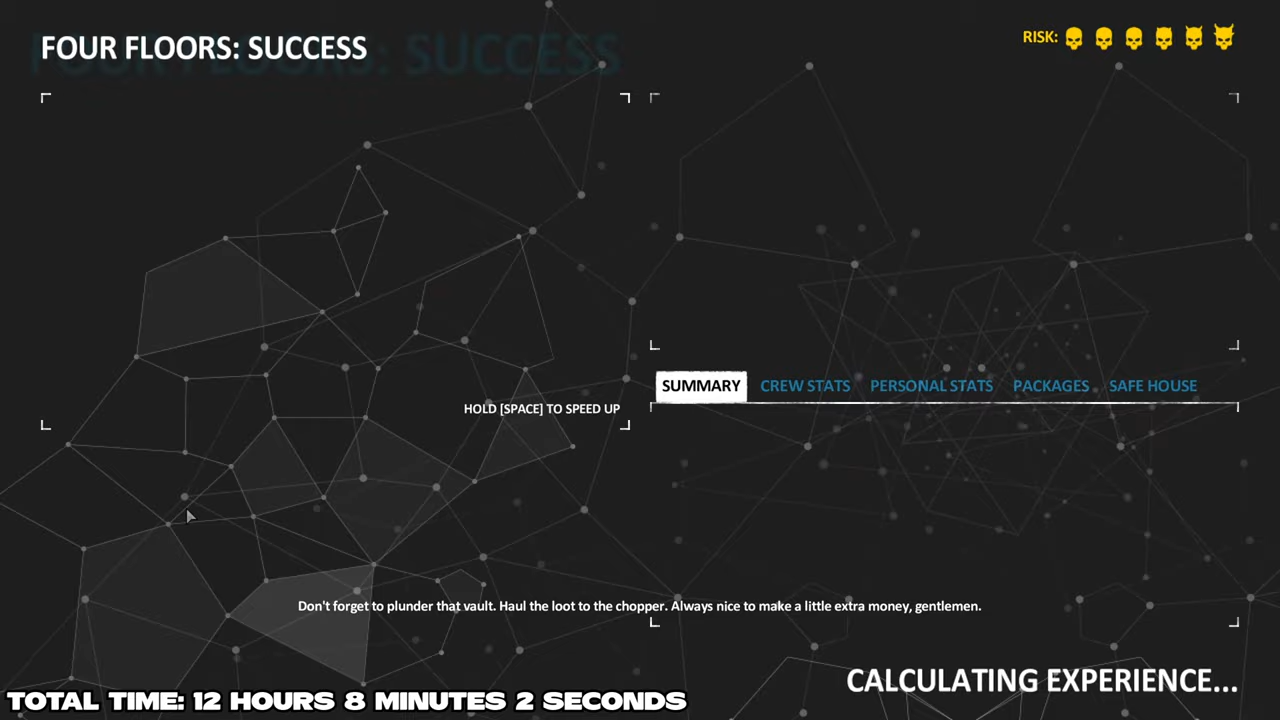 FOUR FLOORS: SUCCESS
RISK:
SUMMARY CREW STATS PERSONAL STATS PACKAGES SAFE HOUSE
HOLD [SPACE] TO SPEED UP
Don't forget to plunder that vault. Haul the loot to the chopper. Always nice to make a little extra money, gentlemen.
CALCULATING EXPERIENCE...
TOTAL TIME: 12 HOURS 8 MINUTES 2 SECONDS